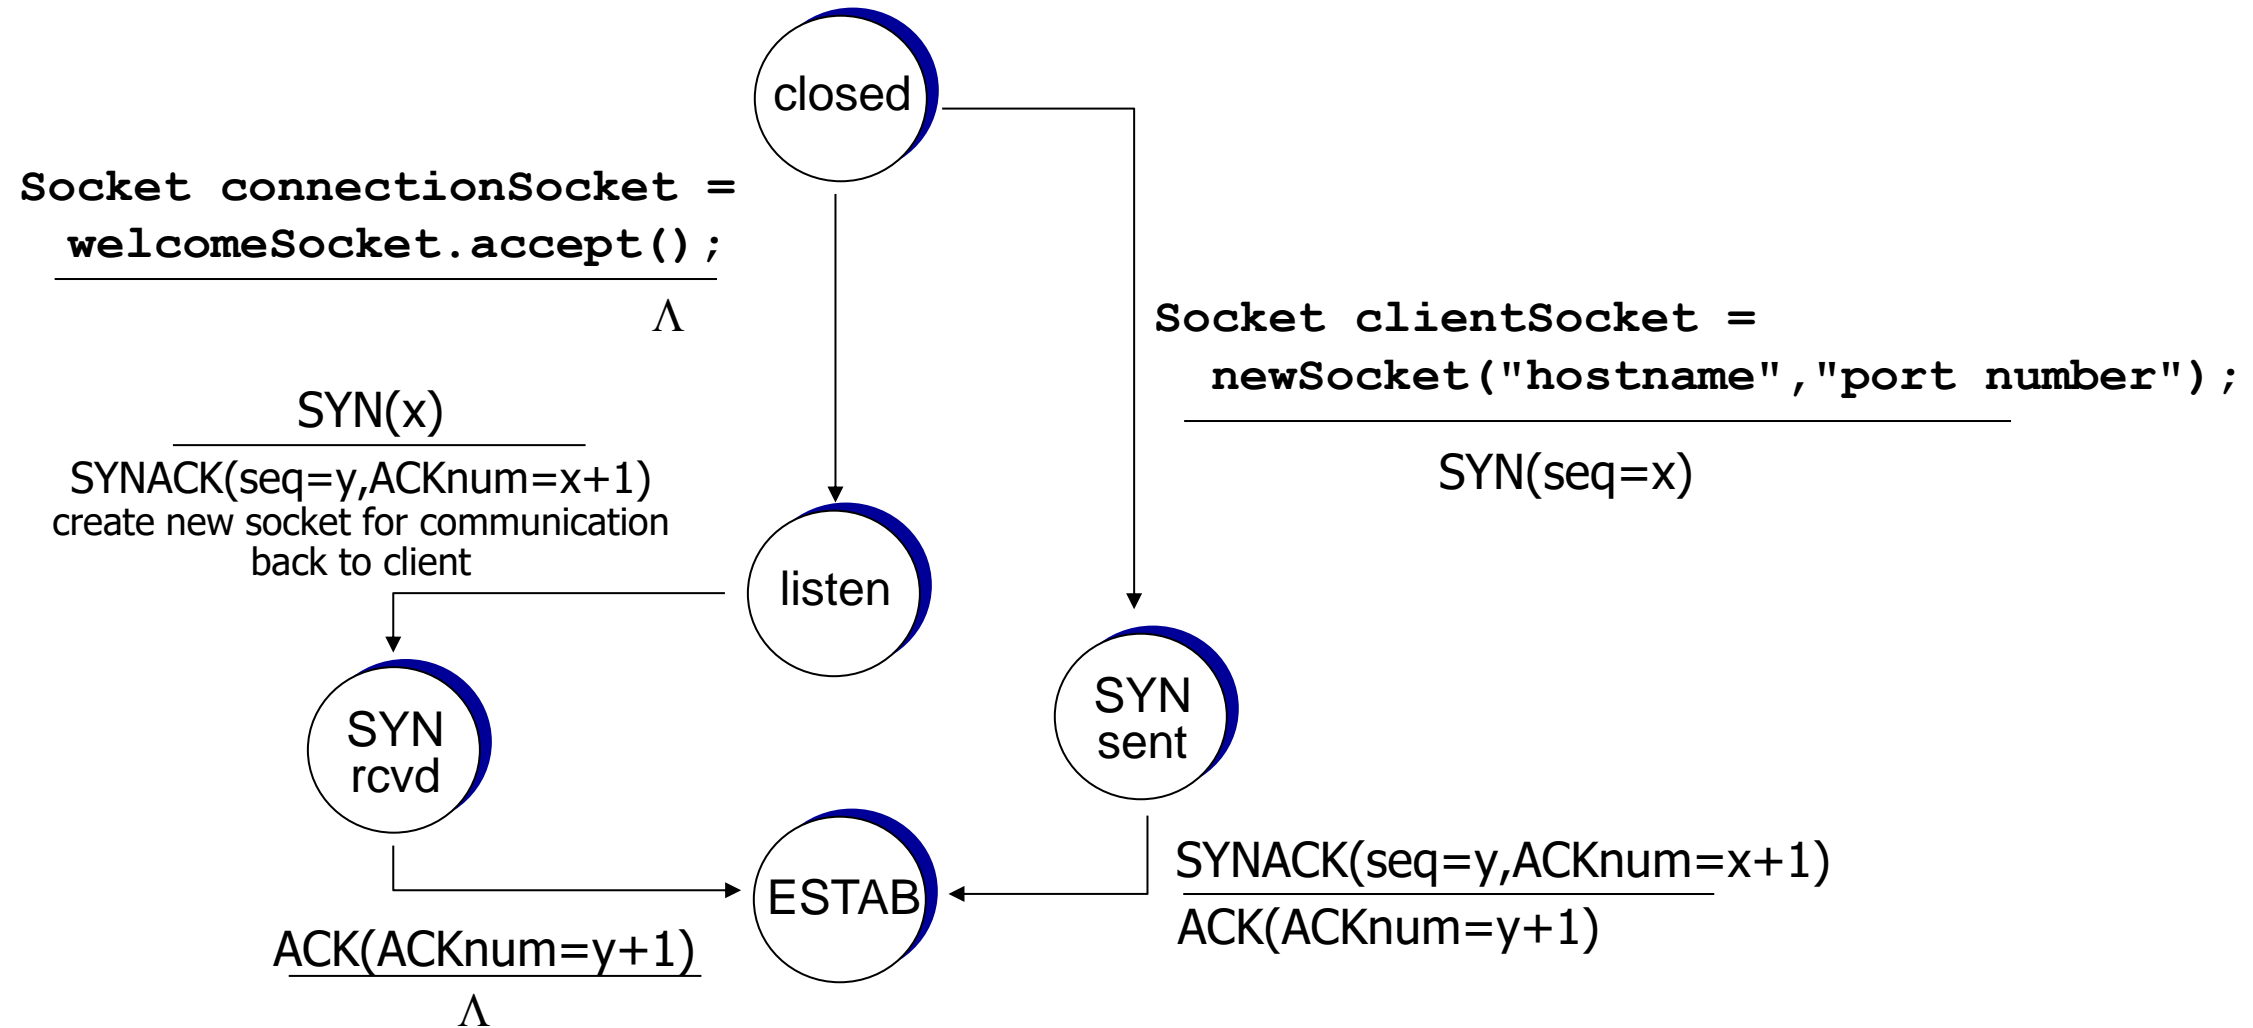 closed
Socket connectionSocket =
welcomeSocket.accept();
Λ
Socket clientSocket =
newSocket("hostname","port number");
SYN(seq=x)
SYN(x)
SYNACK(seq=y,ACKnum=x+1)
create new socket for communication
back to client
listen
SYN
rcvd
SYN
sent
ESTAB
SYNACK(seq=y,ACKnum=x+1)
ACK(ACKnum=y+1)
ACK(ACKnum=y+1)
Λ